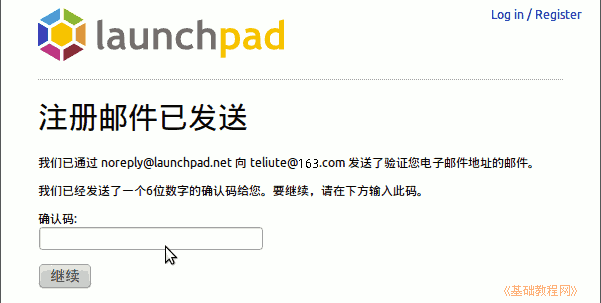 launchpad
Log in / Register
注册邮件已发送
我们已通过 noreply@launchpad.net 向 teliute@163.com 发送了验证您电子邮件地址的邮件。
我们已经发送了一个6位数字的确认码给您。要继续，请在下方输入此码。
确认码:
继续
《基础教程网》